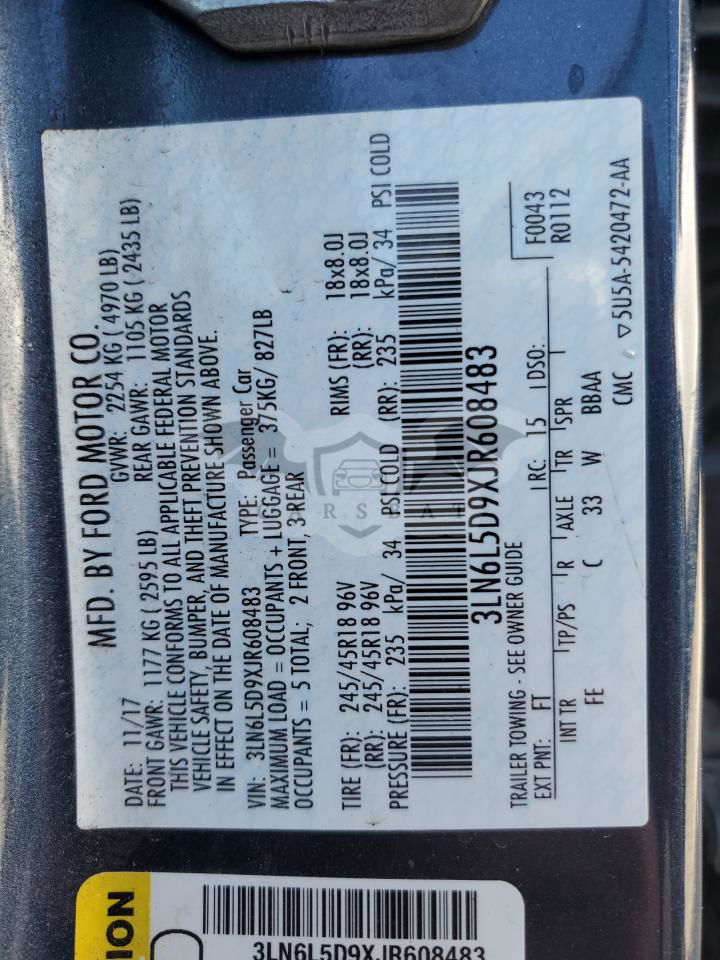 MFD. BY FORD MOTOR CO.
DATE: 11/17 GVWR: 2254 KG ( 4970 LB)
FRONT GAWR: 1177 KG ( 2595 LB) REAR GAWR: 1105 KG ( 2435 LB)
THIS VEHICLE CONFORMS TO ALL APPLICABLE FEDERAL MOTOR
VEHICLE SAFETY, BUMPER, AND THEFT PREVENTION STANDARDS
IN EFFECT ON THE DATE OF MANUFACTURE SHOWN ABOVE.
VIN: 3LN6L5D9XJR608483 TYPE: Passenger Car
MAXIMUM LOAD = OCCUPANTS + LUGGAGE = 375KG/ 827LB
OCCUPANTS = 5 TOTAL; 2 FRONT, 3 REAR
TIRE (FR): 245/45R18 96V RIMS (FR): 18x8.0J
(RR): 245/45R18 96V (RR): 18x8.0J
PRESSURE (FR): 235 kPa/ 34 PSI COLD (RR): 235 kPa/ 34 PSI COLD
3LN6L5D9XJR608483
TRAILER TOWING - SEE OWNER GUIDE
F0043
EXT PNT: FT RC: 15 DSO: R0112
INT TR TP/PS R AXLE TR SPR
FE C 33 W BBAA
CMC ▽5U5A-5420472-AA
CARSEAT
ION
3LN6L5D9XJR608483